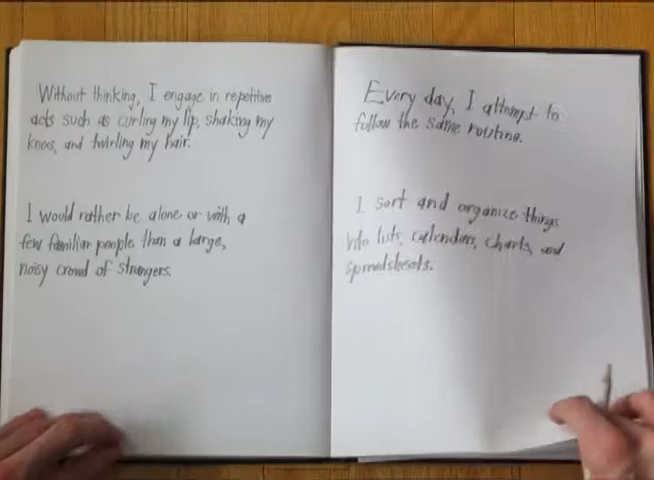 Without thinking, I engage in repetitive
acts such as curling my lip, shaking my
knees, and twirling my hair.
I would rather be alone or with a
few familiar people than a large,
noisy crowd of strangers.
Every day, I attempt to
follow the same routine.
I sort and organize things
into lists, calendars, charts, and
spreadsheets.